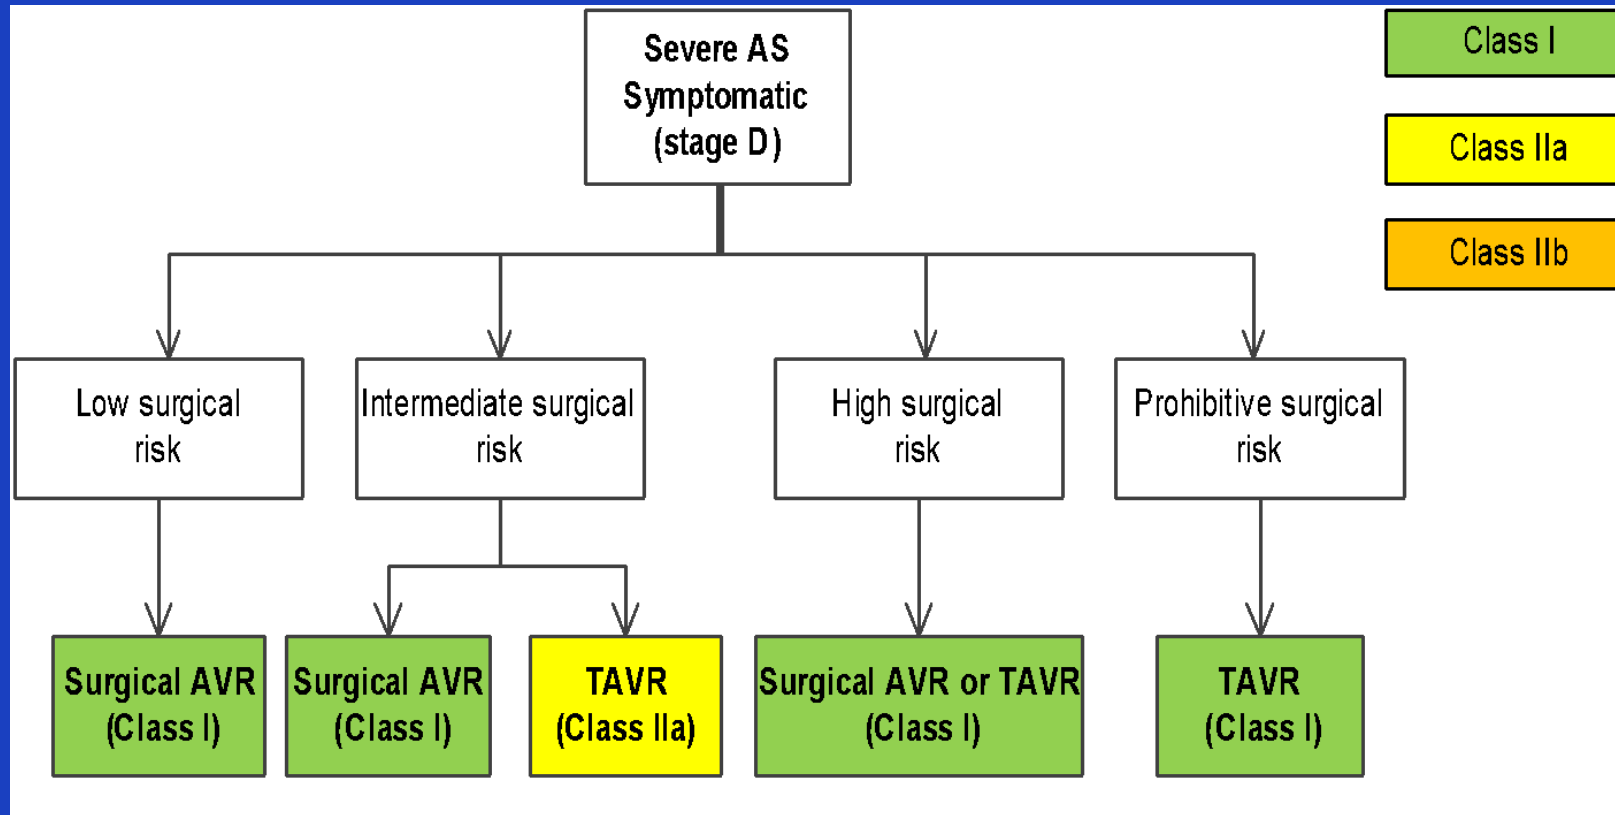 Severe AS
Symptomatic
(stage D)
Class I
Class IIa
Class IIb
Low surgical
risk
Intermediate surgical
risk
High surgical
risk
Prohibitive surgical
risk
Surgical AVR
(Class I)
Surgical AVR
(Class I)
TAVR
(Class IIa)
Surgical AVR or TAVR
(Class I)
TAVR
(Class I)